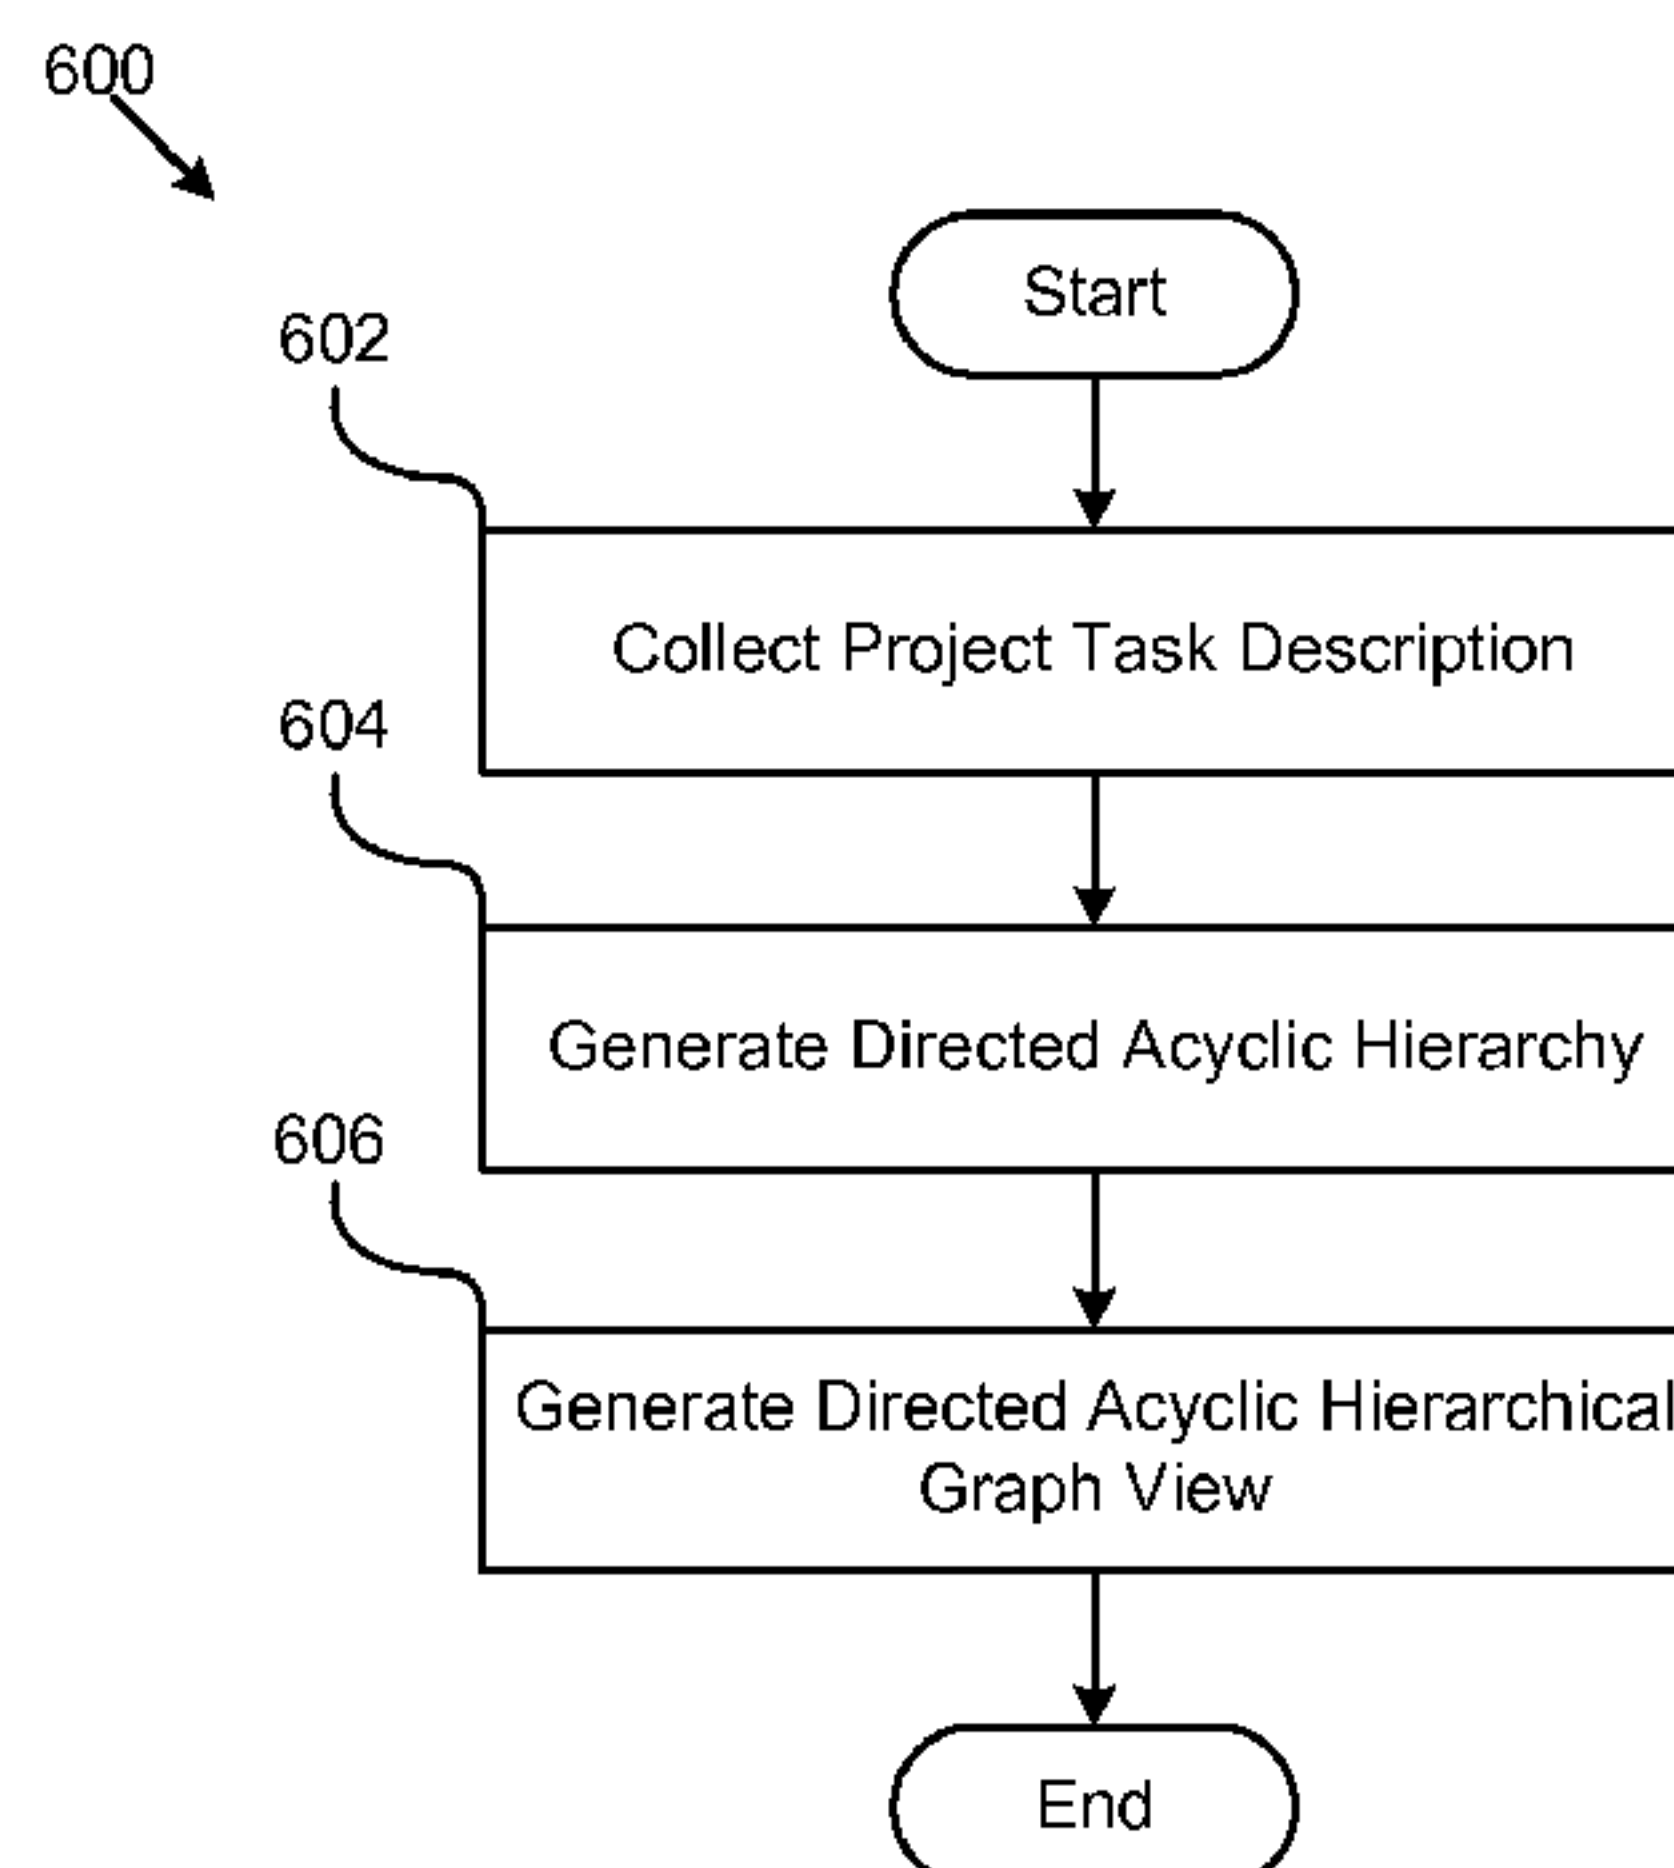 600
Start
602
Collect Project Task Description
604
Generate Directed Acyclic Hierarchy
606
Generate Directed Acyclic Hierarchical
Graph View
End